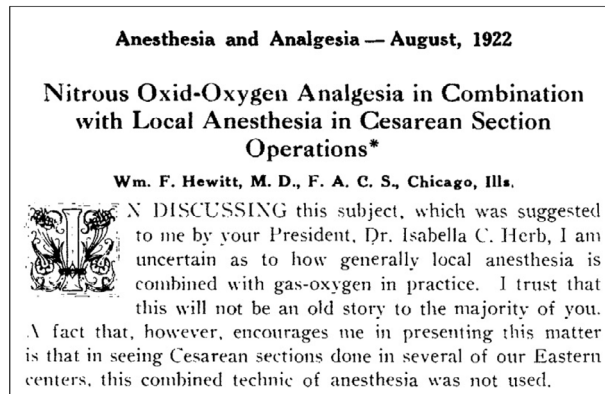 Anesthesia and Analgesia — August, 1922
Nitrous Oxid-Oxygen Analgesia in Combination
with Local Anesthesia in Cesarean Section
Operations*
Wm. F. Hewitt, M. D., F. A. C. S., Chicago, Ills.
IN DISCUSSING this subject, which was suggested
to me by your President, Dr. Isabella C. Herb, I am
uncertain as to how generally local anesthesia is
combined with gas-oxygen in practice. I trust that
this will not be an old story to the majority of you.
A fact that, however, encourages me in presenting this matter
is that in seeing Cesarean sections done in several of our Eastern
centers, this combined technic of anesthesia was not used.